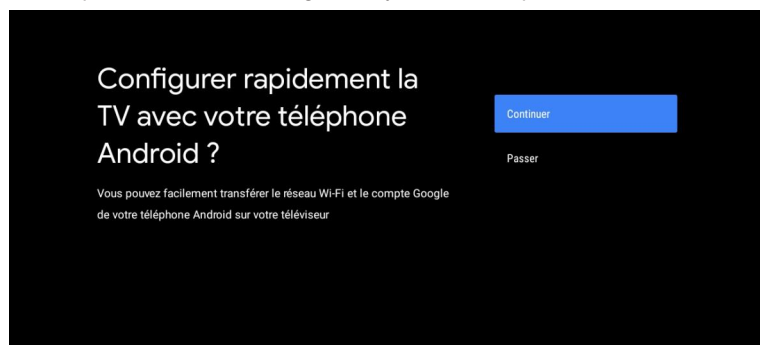 Configurer rapidement la
TV avec votre téléphone
Android ?
Vous pouvez facilement transférer le réseau Wi-Fi et le compte Google
de votre téléphone Android sur votre téléviseur
Continuer
Passer